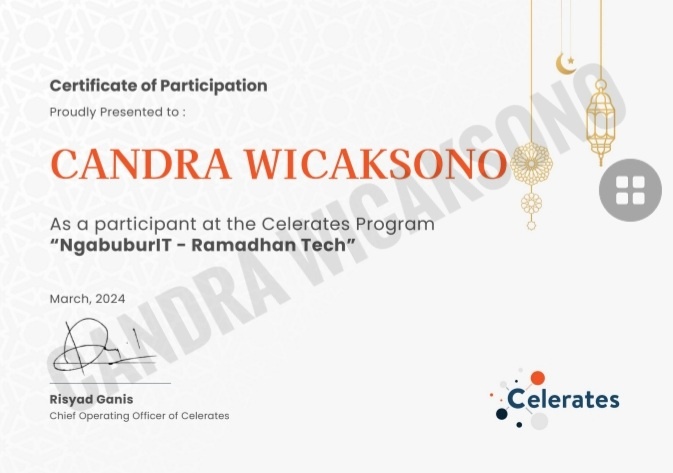 Certificate of Participation
Proudly Presented to :
CANDRA WICAKSONO
As a participant at the Celerates Program
“NgabuburIT - Ramadhan Tech”
March, 2024
Risyad Ganis
Chief Operating Officer of Celerates
Celerates
CANDRA WICAKSONO